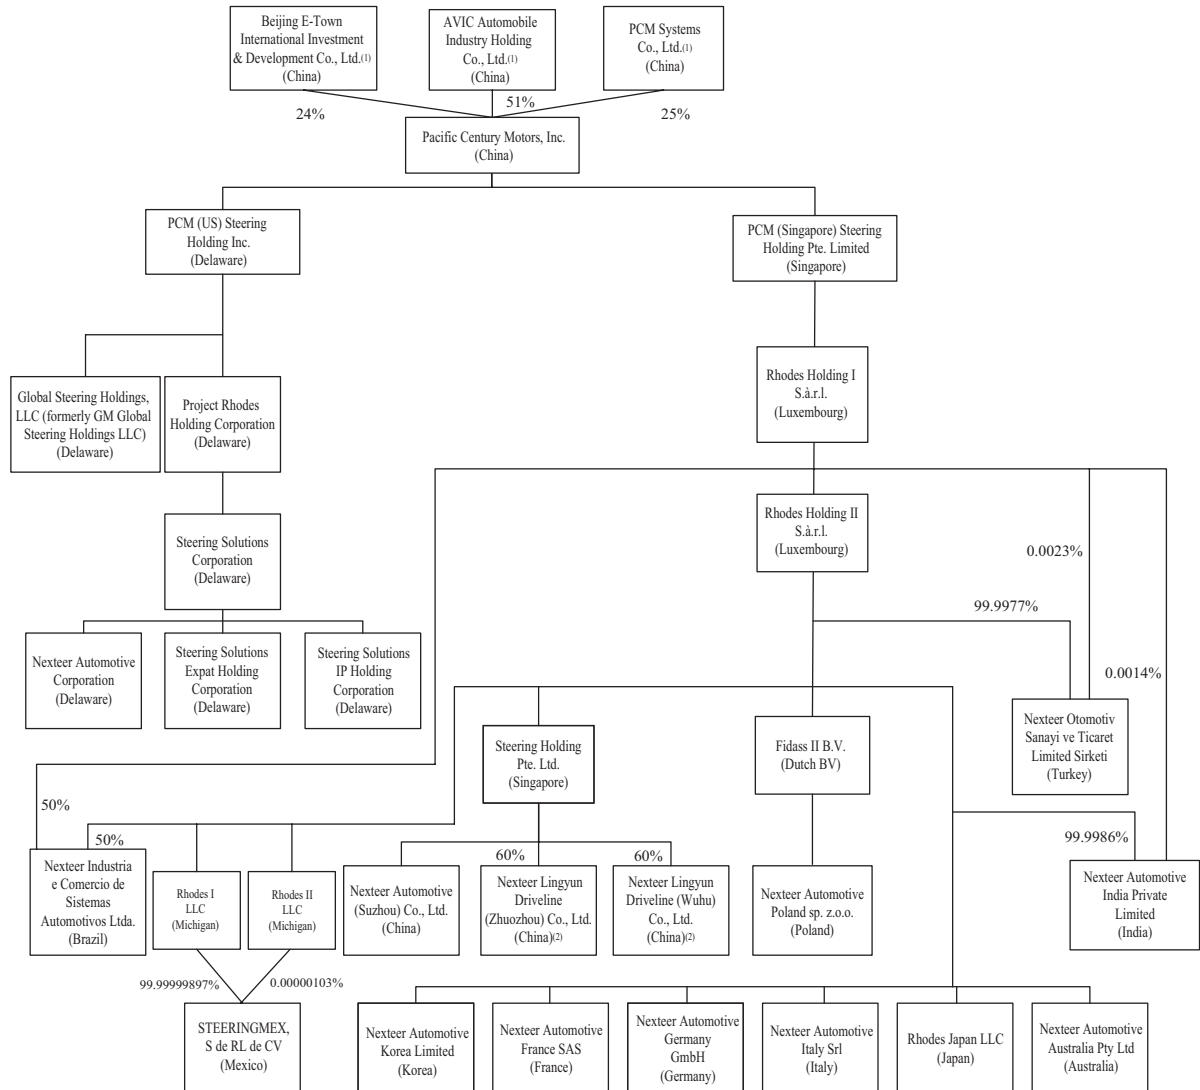 Beijing E-Town
International Investment
& Development Co., Ltd.(1)
(China)
AVIC Automobile
Industry Holding
Co., Ltd.(1)
(China)
PCM Systems
Co., Ltd.(1)
(China)
24%
51%
25%
Pacific Century Motors, Inc.
(China)
PCM (US) Steering
Holding Inc.
(Delaware)
PCM (Singapore) Steering
Holding Pte. Limited
(Singapore)
Global Steering Holdings,
LLC (formerly GM Global
Steering Holdings LLC)
(Delaware)
Project Rhodes
Holding Corporation
(Delaware)
Rhodes Holding I
S.à.r.l.
(Luxembourg)
Steering Solutions
Corporation
(Delaware)
Rhodes Holding II
S.à.r.l.
(Luxembourg)
0.0023%
99.9977%
0.0014%
Nexteer Automotive
Corporation
(Delaware)
Steering Solutions
Expat Holding
Corporation
(Delaware)
Steering Solutions
IP Holding
Corporation
(Delaware)
Steering Holding
Pte. Ltd.
(Singapore)
Fidass II B.V.
(Dutch BV)
Nexteer Otomotiv
Sanayi ve Ticaret
Limited Sirketi
(Turkey)
50%
50%
60%
60%
99.9986%
Nexteer Industria
e Comercio de
Sistemas
Automotivos Ltda.
(Brazil)
Rhodes I
LLC
(Michigan)
Rhodes II
LLC
(Michigan)
Nexteer Automotive
(Suzhou) Co., Ltd.
(China)
Nexteer Lingyun
Driveline
(Zhuozhou) Co., Ltd.
(China)(2)
Nexteer Lingyun
Driveline (Wuhu)
Co., Ltd.
(China)(2)
Nexteer Automotive
Poland sp. z.o.o.
(Poland)
Nexteer Automotive
India Private
Limited
(India)
99.99999897%
0.00000103%
STEERINGMEX,
S de RL de CV
(Mexico)
Nexteer Automotive
Korea Limited
(Korea)
Nexteer Automotive
France SAS
(France)
Nexteer Automotive
Germany
GmbH
(Germany)
Nexteer Automotive
Italy Srl
(Italy)
Rhodes Japan LLC
(Japan)
Nexteer Automotive
Australia Pty Ltd
(Australia)